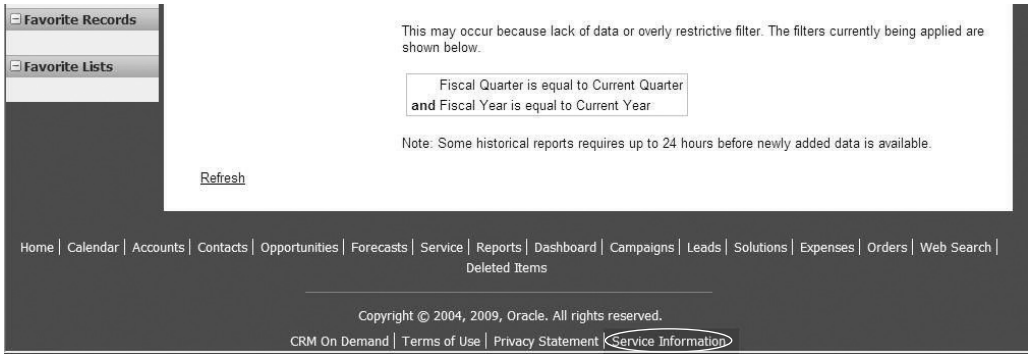 Favorite Records
Favorite Lists
This may occur because lack of data or overly restrictive filter. The filters currently being applied are
shown below.
Fiscal Quarter is equal to Current Quarter
and Fiscal Year is equal to Current Year
Note: Some historical reports requires up to 24 hours before newly added data is available.
Refresh
Home | Calendar | Accounts | Contacts | Opportunities | Forecasts | Service | Reports | Dashboard | Campaigns | Leads | Solutions | Expenses | Orders | Web Search |
Deleted Items
Copyright © 2004, 2009, Oracle. All rights reserved.
CRM On Demand | Terms of Use | Privacy Statement | Service Information